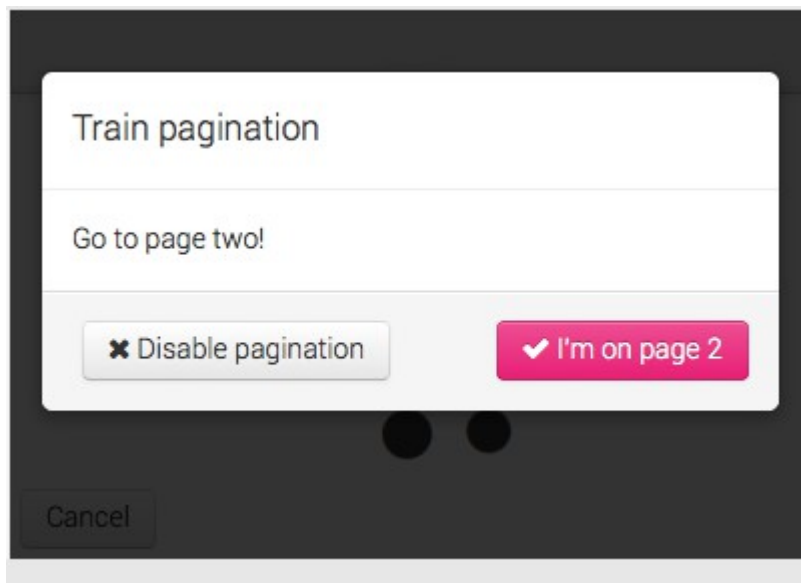 Train pagination
Go to page two!
Disable pagination
I'm on page 2
Cancel